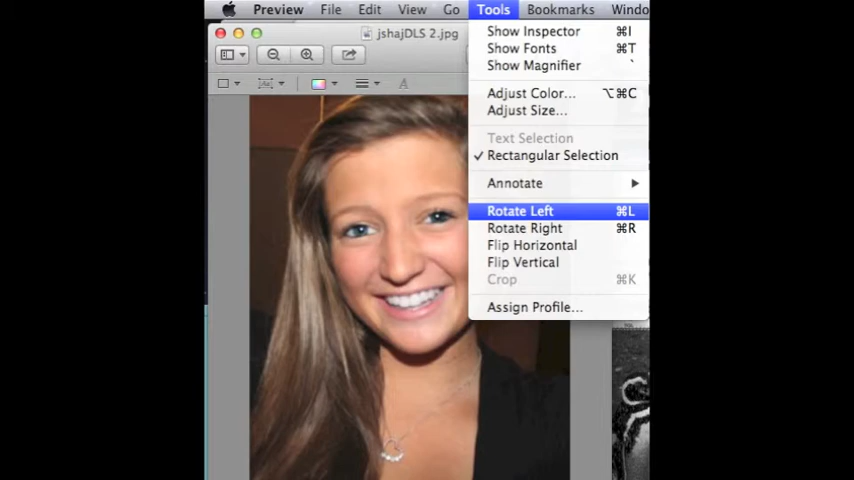 Preview File Edit View Go Tools Bookmarks Windo
jshajDLS 2.jpg
Show Inspector ⌘I
Show Fonts ⌘T
Show Magnifier `
Adjust Color... ⌥⌘C
Adjust Size...
Text Selection
✓ Rectangular Selection
Annotate ▶
Rotate Left ⌘L
Rotate Right ⌘R
Flip Horizontal
Flip Vertical
Crop ⌘K
Assign Profile...
A